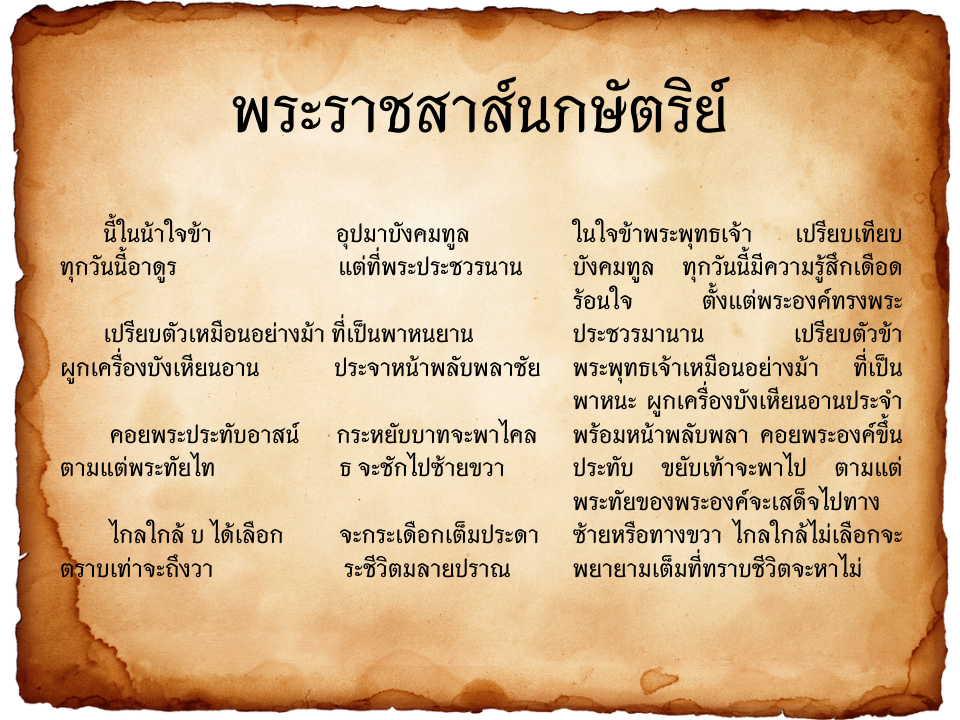 พระราชสาส์นกษัตริย์
นี้ในน้าใจข้า อุปมาบังคมทูล
ทุกวันนี้อาดูร แต่ที่พระประชวรนาน
เปรียบตัวเหมือนอย่างม้า ที่เป็นพาหนยาน
ผูกเครื่องบังเหียนอาน ประจาหน้าพลับพลาชัย
คอยพระประทับอาสน์ กระหยับบาทจะพาไคล
ตามแต่พระทัยไท ธ จะชักไปซ้ายขวา
ไกลใกล้ บ ได้เลือก จะกระเดือกเต็มประดา
ตราบเท่าจะถึงวา ระชีวิตมลายปราณ
ในใจข้าพระพุทธเจ้า เปรียบเทียบ
บังคมทูล ทุกวันนี้มีความรู้สึกเดือด
ร้อนใจ ตั้งแต่พระองค์ทรงพระ
ประชวรมานาน เปรียบตัวข้า
พระพุทธเจ้าเหมือนอย่างม้า ที่เป็น
พาหนะ ผูกเครื่องบังเหียนอานประจำ
พร้อมหน้าพลับพลา คอยพระองค์ขึ้น
ประทับ ขยับเท้าจะพาไป ตามแต่
พระทัยของพระองค์จะเสด็จไปทาง
ซ้ายหรือทางขวา ไกลใกล้ไม่เลือกจะ
พยายามเต็มที่ทราบชีวิตจะหาไม่